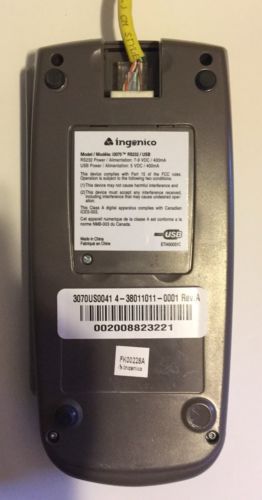 ingenico
Model / Modèle: i3070™ RS232 / USB
RS232 Power / Alimentation: 7-9 VDC / 400mA
USB Power / Alimentation: 5 VDC / 400mA
This device complies with Part 15 of the FCC rules.
Operation is subject to the following two conditions:
(1) This device may not cause harmful interference and
(2) This device must accept any interference received,
including interference that may cause undesired
operation.
This Class A digital apparatus complies with Canadian
ICES-003.
Cet appareil numérique de la classe A est conforme à la
norme NMB-003 du Canada.
Made in China
Fabriqué en Chine
USB
3070US0041 4-38011011-0001 Rev.A
002008823221
FK00228A